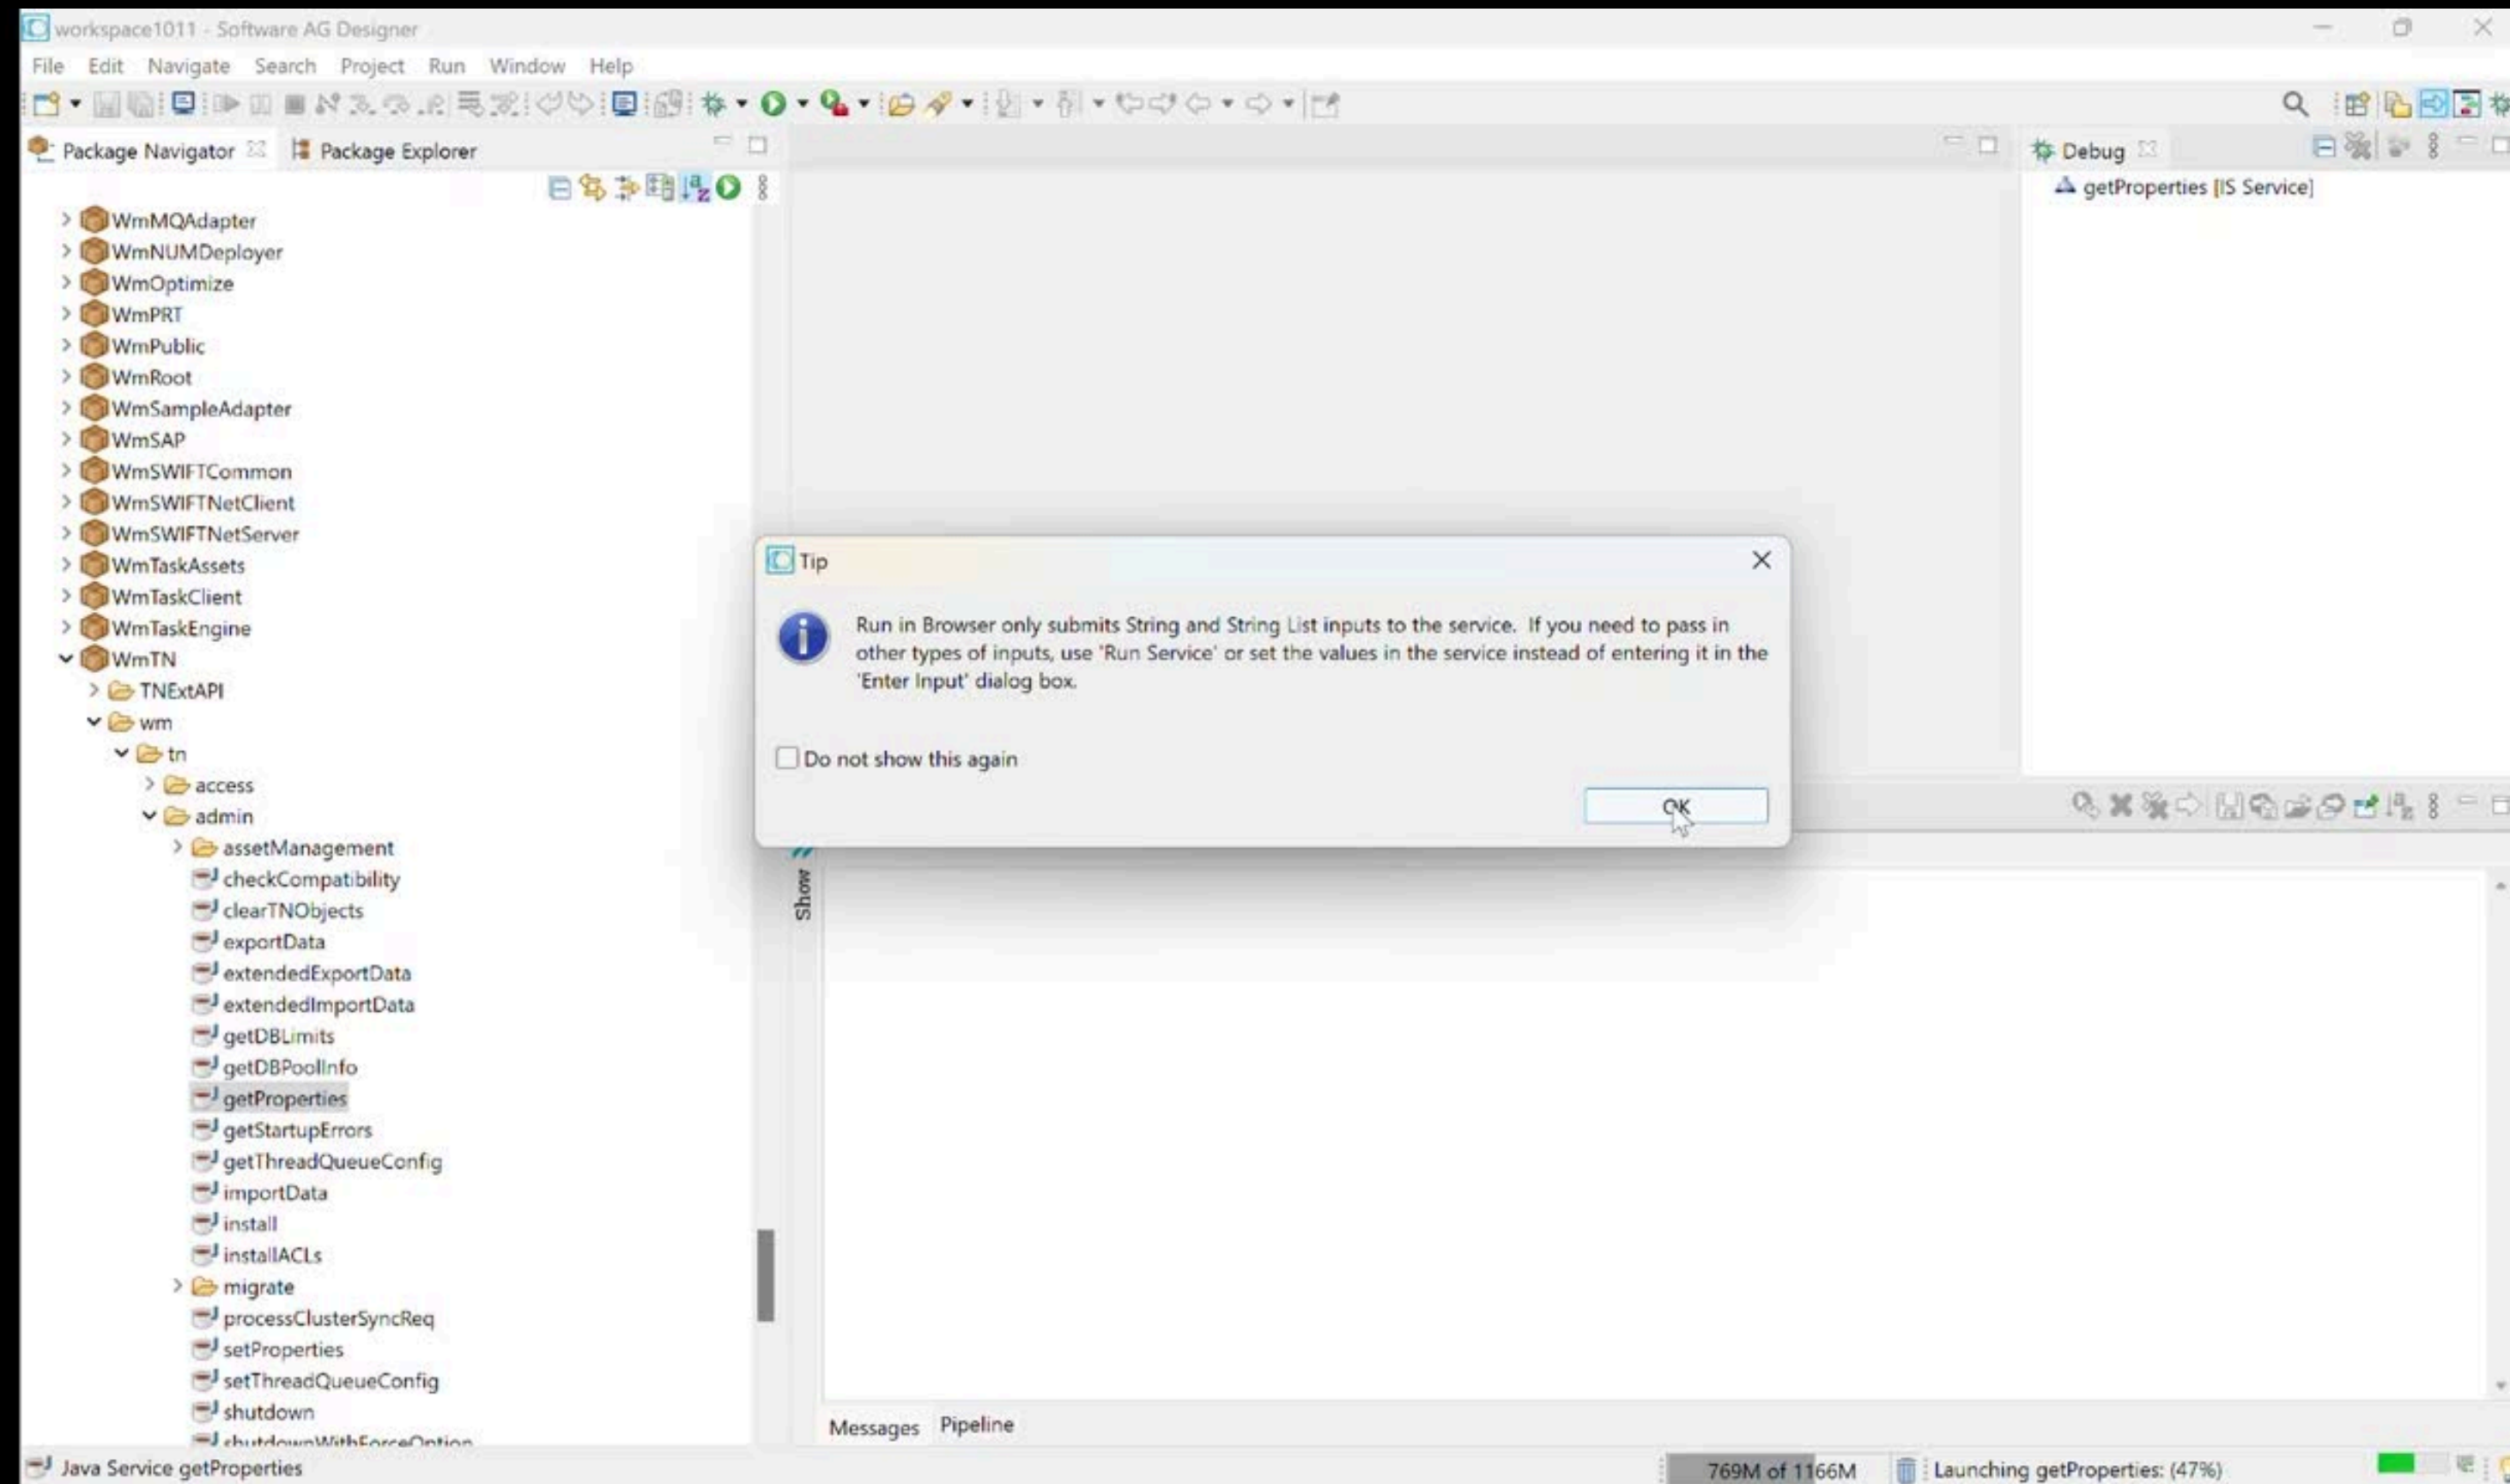 workspace1011 - Software AG Designer
File Edit Navigate Search Project Run Window Help
Package Navigator Package Explorer
WmMQAdapter
WmNUMDeployer
WmOptimize
WmPRT
WmPublic
WmRoot
WmSampleAdapter
WmSAP
WmSWIFTCommon
WmSWIFTNetClient
WmSWIFTNetServer
WmTaskAssets
WmTaskClient
WmTaskEngine
WmTN
TNExtAPI
wm
tn
access
admin
assetManagement
checkCompatibility
clearTNObjects
exportData
extendedExportData
extendedImportData
getDBLimits
getDBPoolInfo
getProperties
getStartupErrors
getThreadQueueConfig
importData
install
installACLs
migrate
processClusterSyncReq
setProperties
setThreadQueueConfig
shutdown
shutdownWithForceOption
Debug
getProperties [IS Service]
Tip
Run in Browser only submits String and String List inputs to the service. If you need to pass in
other types of inputs, use 'Run Service' or set the values in the service instead of entering it in the
'Enter Input' dialog box.
Do not show this again
OK
Show
Messages Pipeline
Java Service getProperties
769M of 1166M
Launching getProperties: (47%)